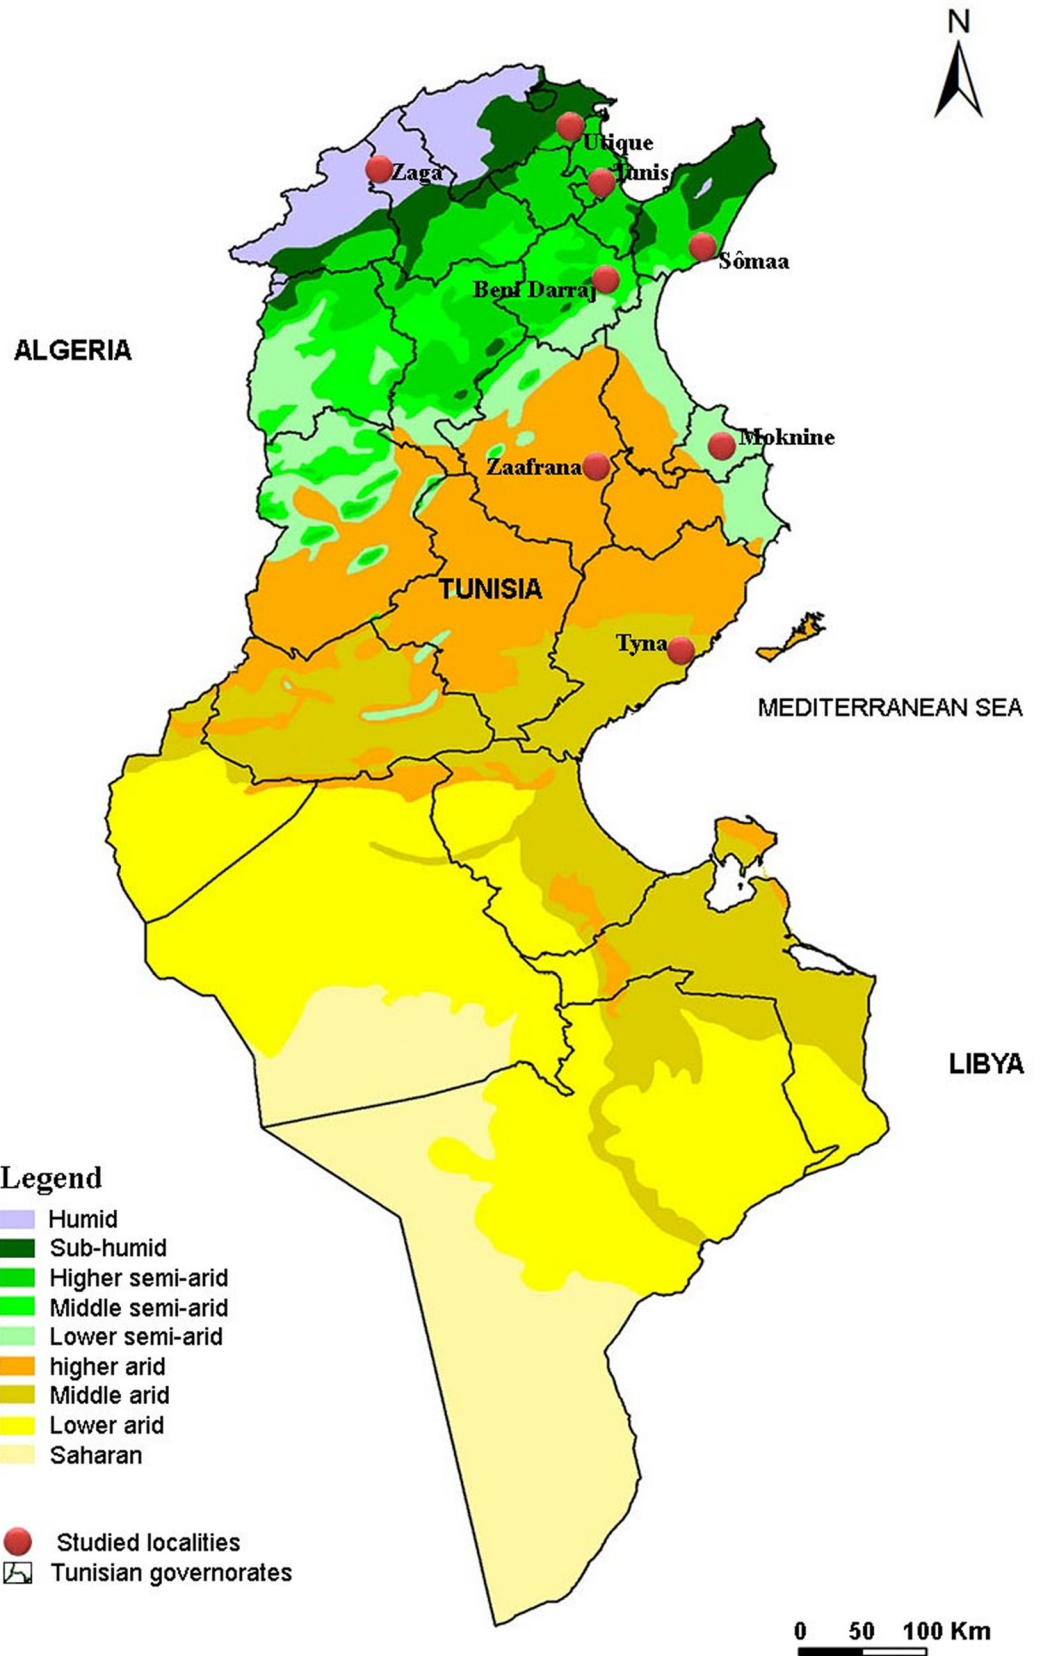 N
Utique
Zaga
Tunis
Sômaa
Beni Darraj
ALGERIA
Moknine
Zaafrana
TUNISIA
Tyna
MEDITERRANEAN SEA
LIBYA
Legend
Humid
Sub-humid
Higher semi-arid
Middle semi-arid
Lower semi-arid
higher arid
Middle arid
Lower arid
Saharan
Studied localities
Tunisian governorates
0 50 100 Km